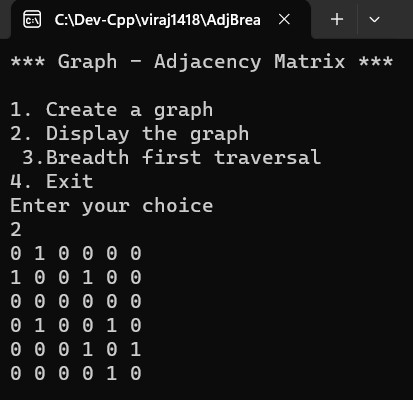 C:\Dev-Cpp\viraj1418\AdjBrea
*** Graph - Adjacency Matrix ***
1. Create a graph
2. Display the graph
 3.Breadth first traversal
4. Exit
Enter your choice
2
0 1 0 0 0 0
1 0 0 1 0 0
0 0 0 0 0 0
0 1 0 0 1 0
0 0 0 1 0 1
0 0 0 0 1 0